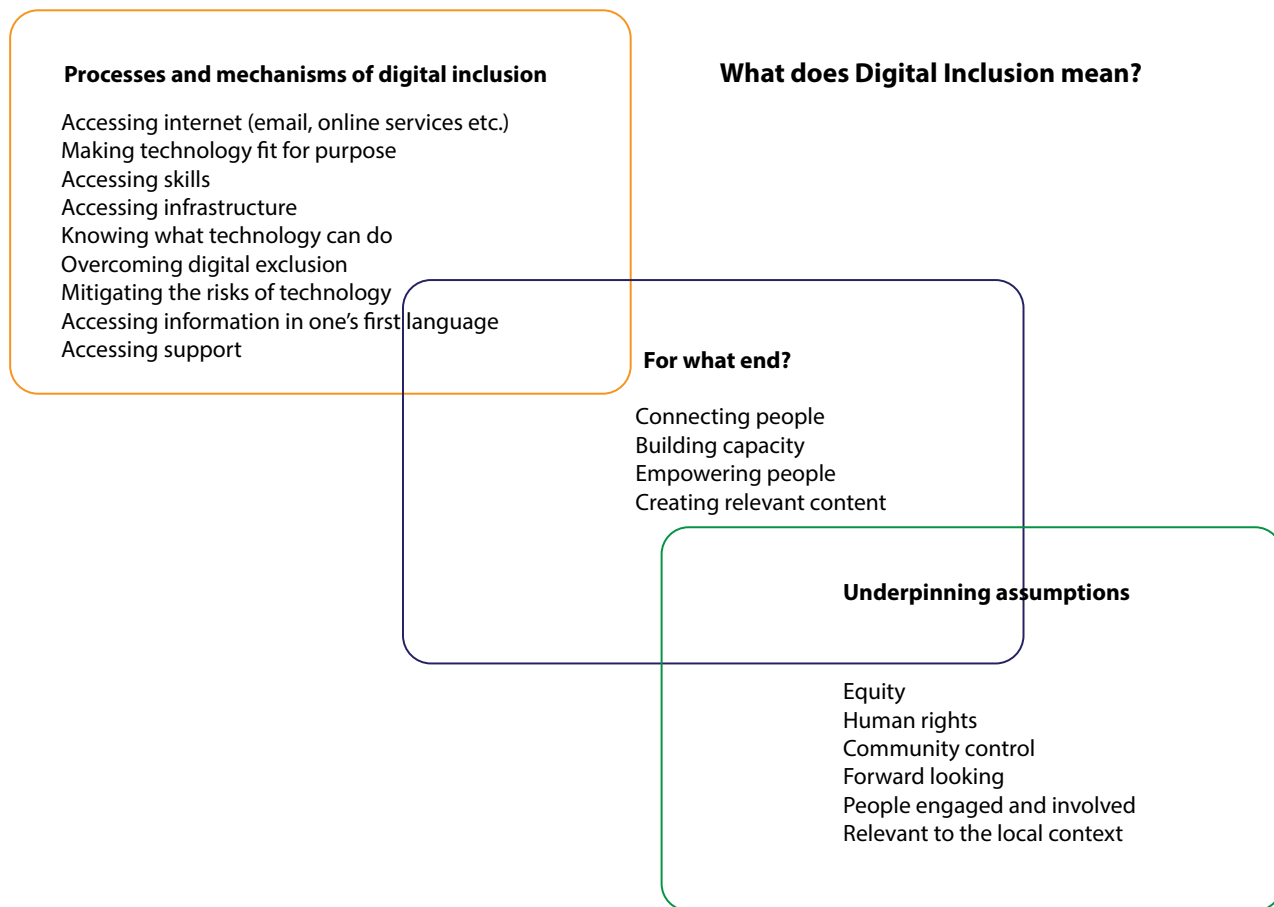 What does Digital Inclusion mean?
Processes and mechanisms of digital inclusion
Accessing internet (email, online services etc.)
Making technology fit for purpose
Accessing skills
Accessing infrastructure
Knowing what technology can do
Overcoming digital exclusion
Mitigating the risks of technology
Accessing information in one’s first language
Accessing support
For what end?
Connecting people
Building capacity
Empowering people
Creating relevant content
Underpinning assumptions
Equity
Human rights
Community control
Forward looking
People engaged and involved
Relevant to the local context